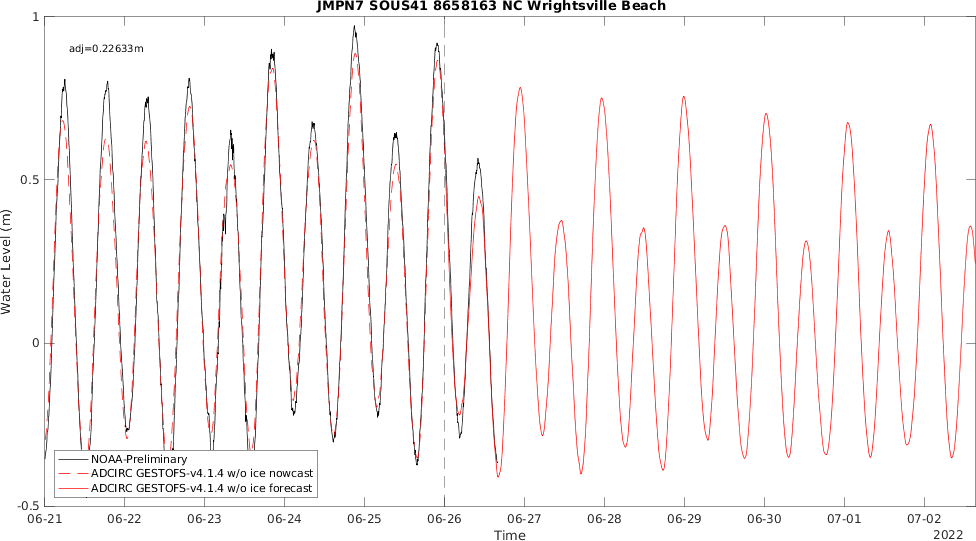 JMPN7 SOUS41 8658163 NC Wrightsville Beach
adj=0.22633m
Water Level (m)
1
0.5
0
-0.5
NOAA-Preliminary
ADCIRC GESTOFS-v4.1.4 w/o ice nowcast
ADCIRC GESTOFS-v4.1.4 w/o ice forecast
06-21 06-22 06-23 06-24 06-25 06-26 06-27 06-28 06-29 06-30 07-01 07-02
Time
2022